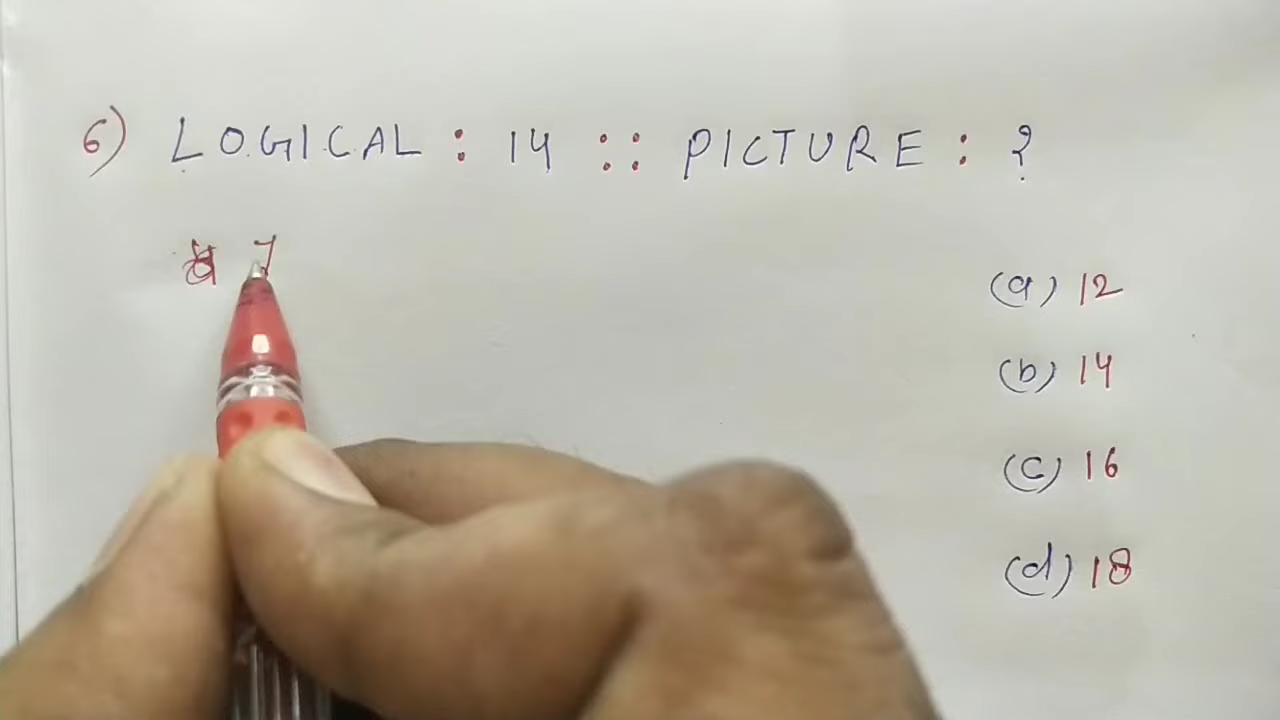 6) LOGICAL : 14 :: PICTURE : ?
7
(a) 12
(b) 14
(c) 16
(d) 18